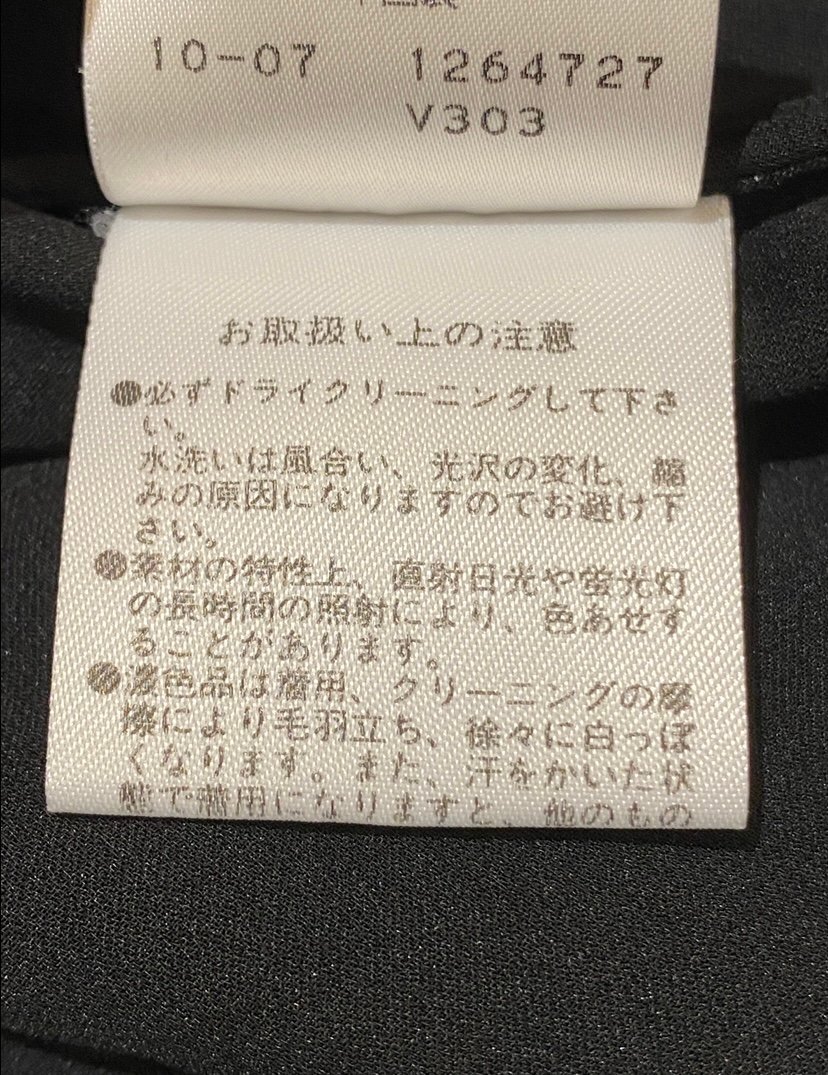 中国製
10-07 1264727
V303
お取扱い上の注意
●必ずドライクリーニングして下さ
い。
水洗いは風合い、光沢の変化、縮
みの原因になりますのでお避け下
さい。
●素材の特性上、直射日光や蛍光灯
の長時間の照射により、色あせす
ることがあります。
●濃色品は着用、クリーニングの摩
擦により毛羽立ち、徐々に白っぽ
くなります。また、汗をかいた状
態で着用になりますと、他のもの